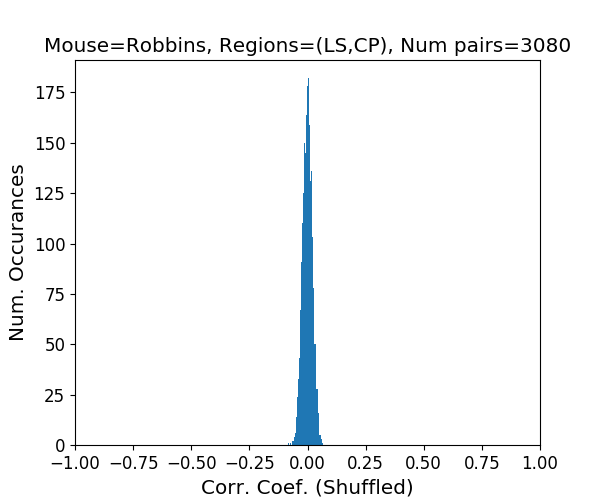 Mouse=Robbins, Regions=(LS,CP), Num pairs=3080
Num. Occurances
175
150
125
100
75
50
25
0
−1.00 −0.75 −0.50 −0.25 0.00 0.25 0.50 0.75 1.00
Corr. Coef. (Shuffled)